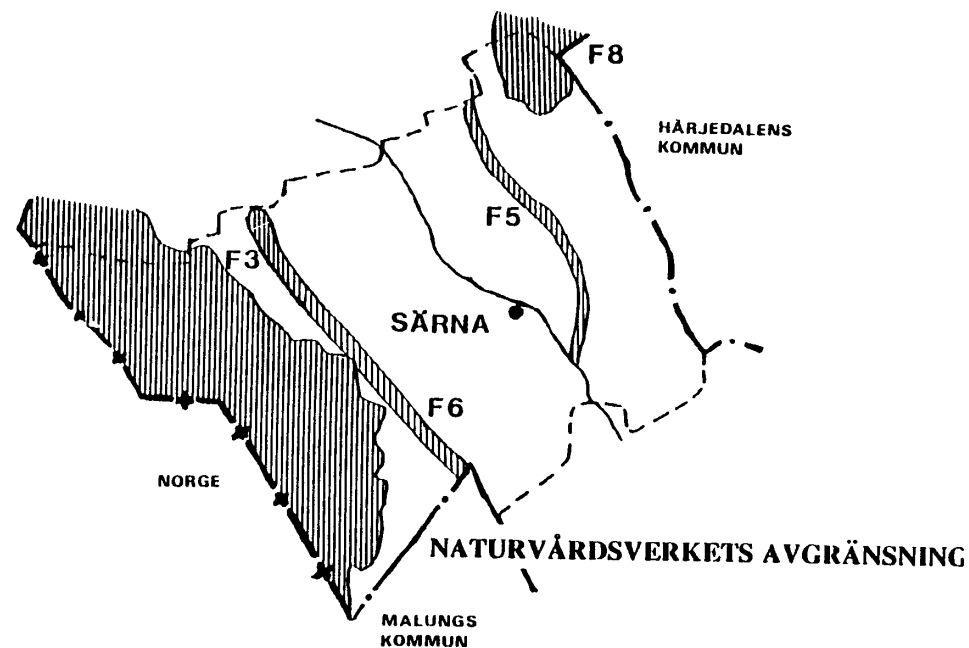 F8
HÄRJEDALENS
KOMMUN
F5
F3
SÄRNA
F6
NORGE
NATURVÅRDSVERKETS AVGRÄNSNING
MALUNGS
KOMMUN